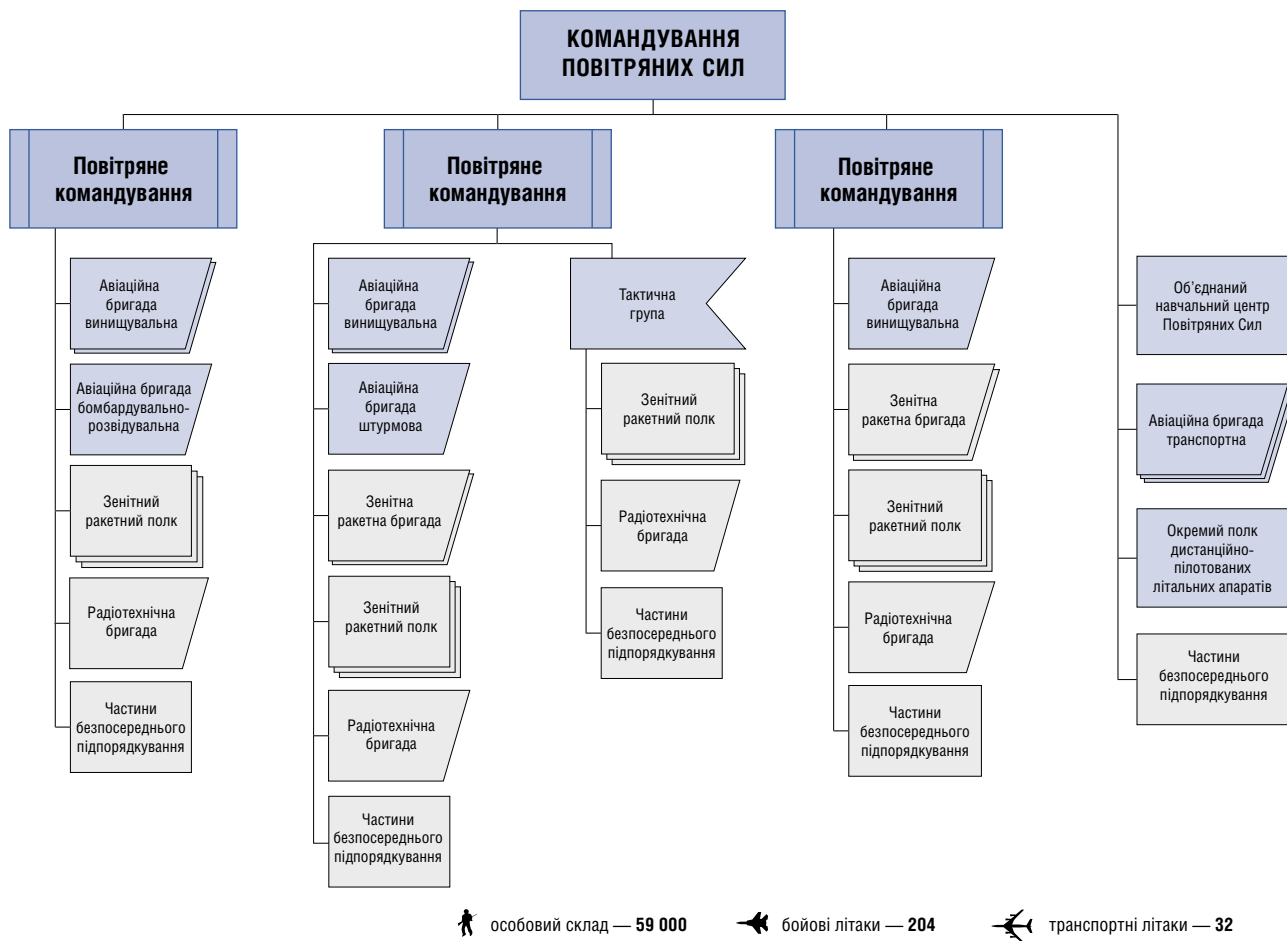 КОМАНДУВАННЯ
ПОВІТРЯНИХ СИЛ
Повітряне
командування
Авіаційна
бригада
винищувальна
Авіаційна бригада
бомбардувально-
розвідувальна
Зенітний
ракетний полк
Радіотехнічна
бригада
Частини
безпосереднього
підпорядкування
Повітряне
командування
Авіаційна
бригада
винищувальна
Авіаційна
бригада
штурмова
Зенітна
ракетна бригада
Зенітний
ракетний полк
Радіотехнічна
бригада
Частини
безпосереднього
підпорядкування
Тактична
група
Зенітний
ракетний полк
Радіотехнічна
бригада
Частини
безпосереднього
підпорядкування
Повітряне
командування
Авіаційна
бригада
винищувальна
Зенітна
ракетна бригада
Зенітний
ракетний полк
Радіотехнічна
бригада
Частини
безпосереднього
підпорядкування
Об’єднаний
навчальний центр
Повітряних Сил
Авіаційна бригада
транспортна
Окремий полк
дистанційно-
пілотованих
літальних апаратів
Частини
безпосереднього
підпорядкування
особовий склад — 59 000 бойові літаки — 204 транспортні літаки — 32